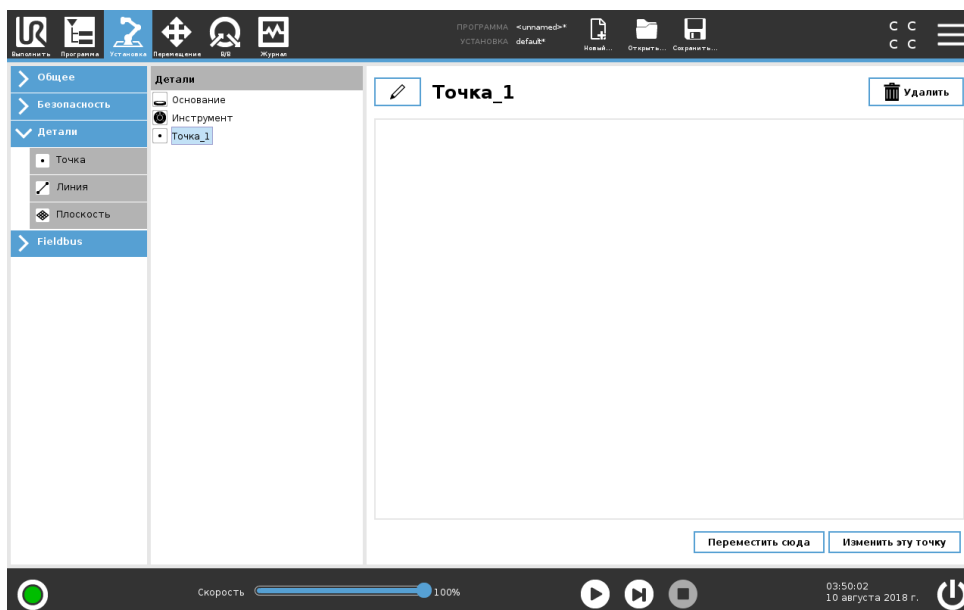 UR
Выполнить Программа Установка Перемещение В/В Журнал
ПРОГРАММА <unnamed>*
УСТАНОВКА default*
Новый... Открыть... Сохранить...
C C
C C
Общее
Безопасность
Детали
Точка
Линия
Плоскость
Fieldbus
Детали
Основание
Инструмент
Точка_1
Точка_1
Удалить
Переместить сюда
Изменить эту точку
Скорость 100%
03:50:02
10 августа 2018 г.